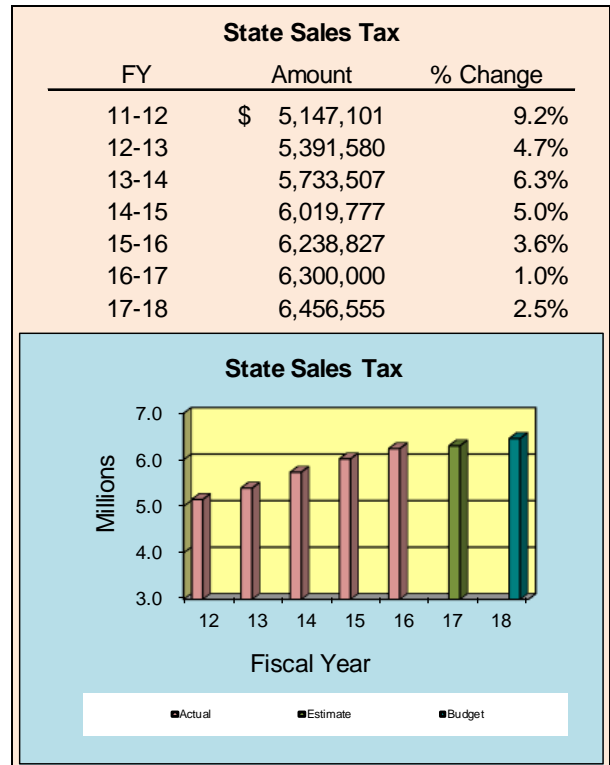 State Sales Tax
FY Amount % Change
11-12 $ 5,147,101 9.2%
12-13 5,391,580 4.7%
13-14 5,733,507 6.3%
14-15 6,019,777 5.0%
15-16 6,238,827 3.6%
16-17 6,300,000 1.0%
17-18 6,456,555 2.5%
State Sales Tax
7.0
6.0
5.0
4.0
3.0
Millions
12 13 14 15 16 17 18
Fiscal Year
Actual Estimate Budget